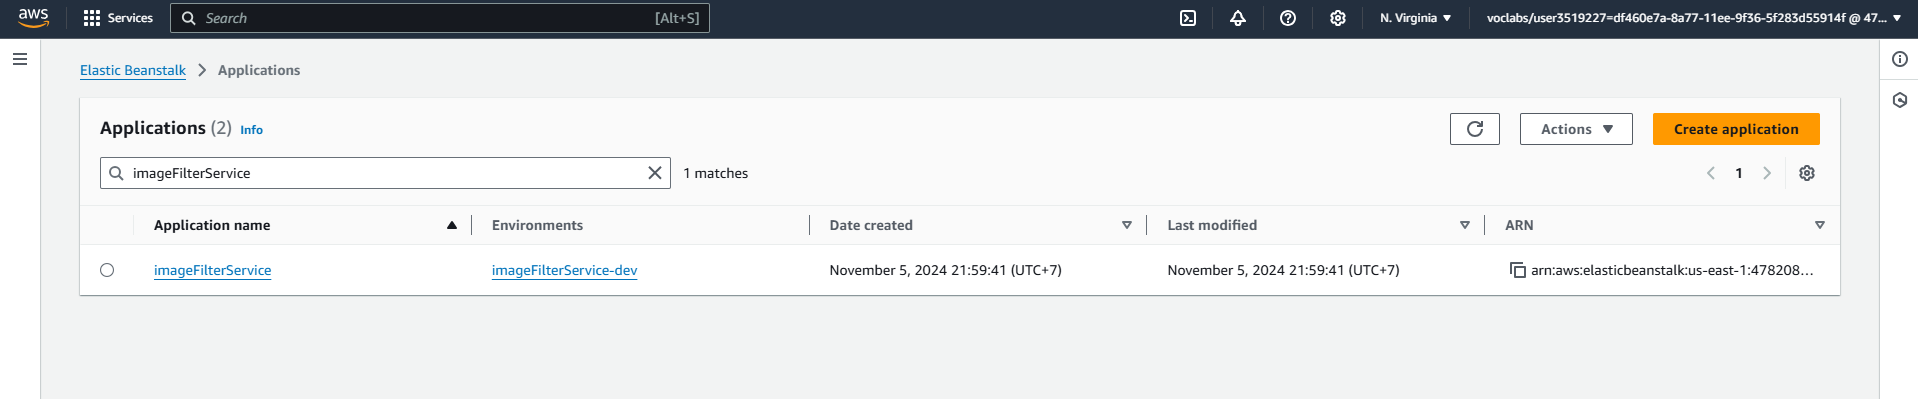 aws Services Search [Alt+S] N. Virginia voclabs/user3519227=df460e7a-8a77-11ee-9f36-5f283d55914f @ 47...
Elastic Beanstalk Applications
Applications (2) Info Actions Create application
imageFilterService 1 matches 1
Application name Environments Date created Last modified ARN
imageFilterService imageFilterService-dev November 5, 2024 21:59:41 (UTC+7) November 5, 2024 21:59:41 (UTC+7) arn:aws:elasticbeanstalk:us-east-1:478208...